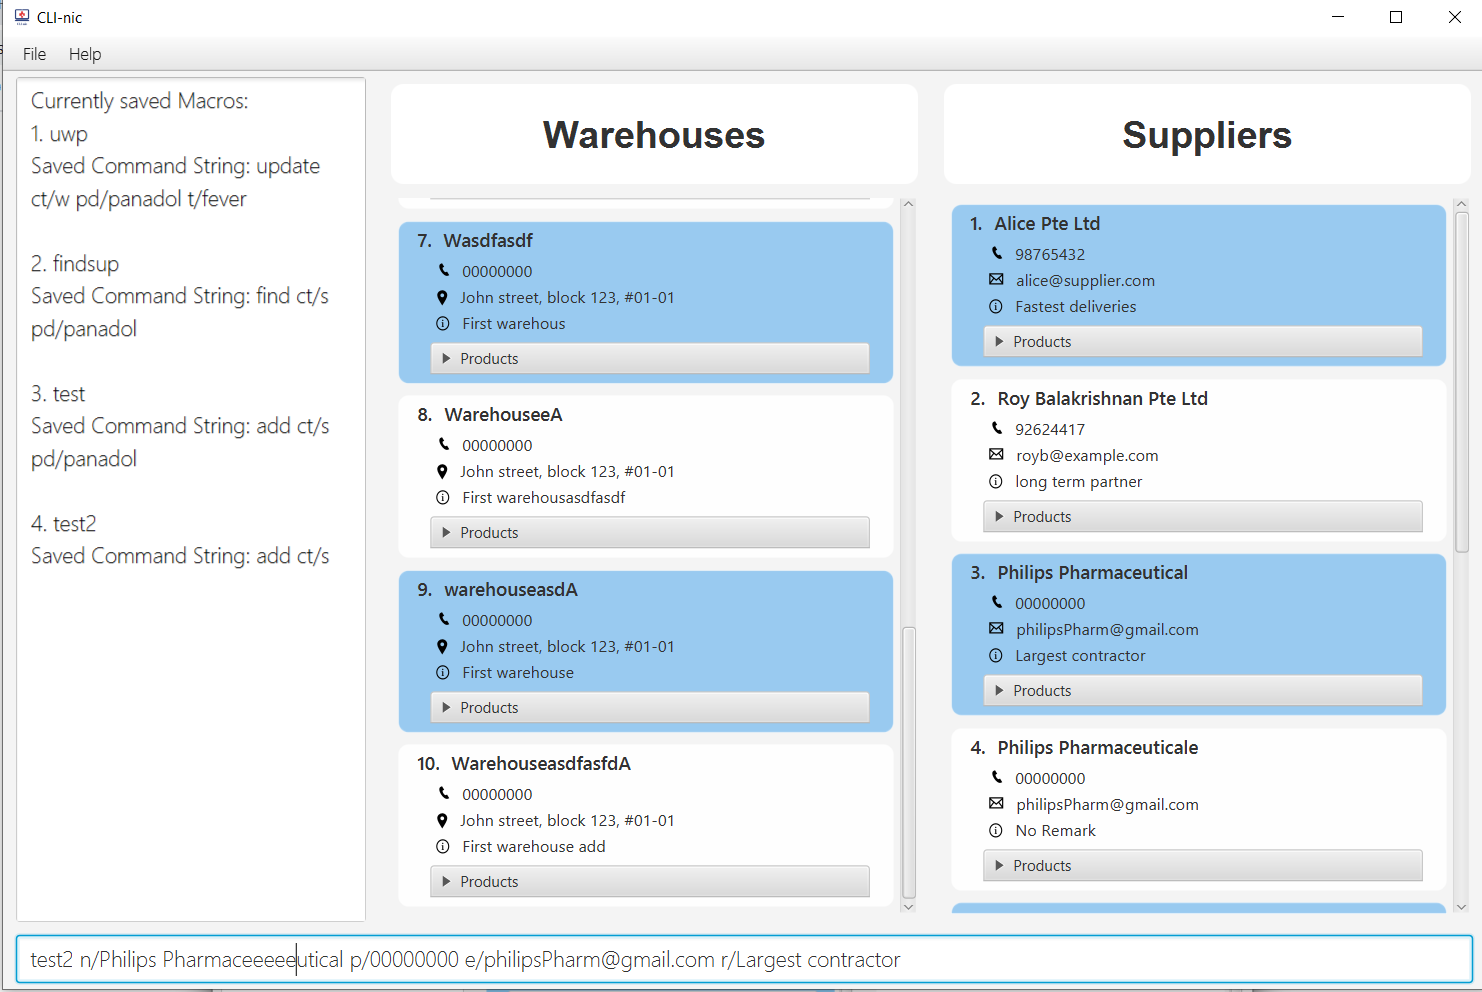 CLI-nic
File Help
Currently saved Macros:
1. uwp
Saved Command String: update
ct/w pd/panadol t/fever
2. findsup
Saved Command String: find ct/s
pd/panadol
3. test
Saved Command String: add ct/s
pd/panadol
4. test2
Saved Command String: add ct/s
Warehouses
7. Wasdfasdf
00000000
John street, block 123, #01-01
First warehous
Products
8. WarehouseeA
00000000
John street, block 123, #01-01
First warehousasdfasdf
Products
9. warehouseasdA
00000000
John street, block 123, #01-01
First warehouse
Products
10. WarehouseasdfasfdA
00000000
John street, block 123, #01-01
First warehouse add
Products
Suppliers
1. Alice Pte Ltd
98765432
alice@supplier.com
Fastest deliveries
Products
2. Roy Balakrishnan Pte Ltd
92624417
royb@example.com
long term partner
Products
3. Philips Pharmaceutical
00000000
philipsPharm@gmail.com
Largest contractor
Products
4. Philips Pharmaceuticale
00000000
philipsPharm@gmail.com
No Remark
Products
test2 n/Philips Pharmaceeeeeutical p/00000000 e/philipsPharm@gmail.com r/Largest contractor